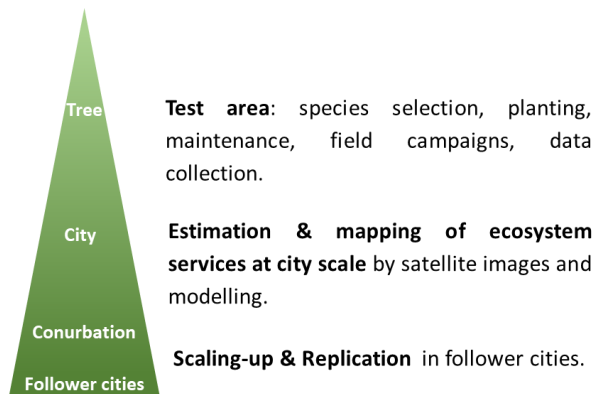 Tree
Test area: species selection, planting,
maintenance, field campaigns, data
collection.
City
Estimation & mapping of ecosystem
services at city scale by satellite images and
modelling.
Conurbation
Scaling-up & Replication in follower cities.
Follower cities